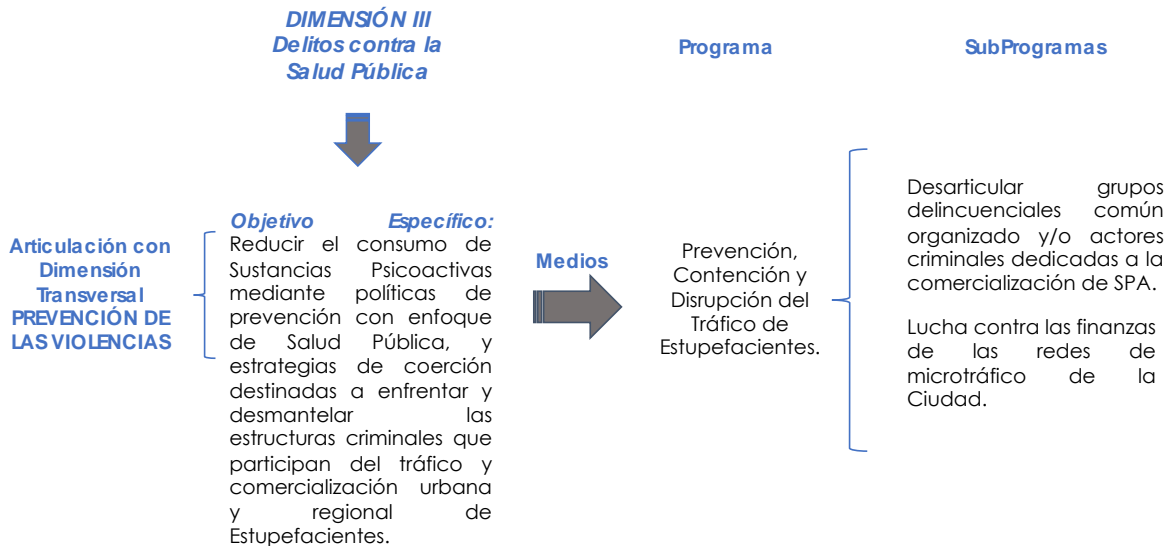 DIMENSIÓN III
Delitos contra la
Salud Pública
Programa
SubProgramas
Articulación con
Dimensión
Transversal
PREVENCIÓN DE
LAS VIOLENCIAS
Objetivo Específico:
Reducir el consumo de
Sustancias Psicoactivas
mediante políticas de
prevención con enfoque
de Salud Pública, y
estrategias de coerción
destinadas a enfrentar y
desmantelar las
estructuras criminales que
participan del tráfico y
comercialización urbana
y regional de
Estupefacientes.
Medios
Prevención,
Contención y
Disrupción del
Tráfico de
Estupefacientes.
Desarticular grupos
delincuenciales común
organizado y/o actores
criminales dedicadas a la
comercialización de SPA.
Lucha contra las finanzas
de las redes de
microtráfico de la
Ciudad.